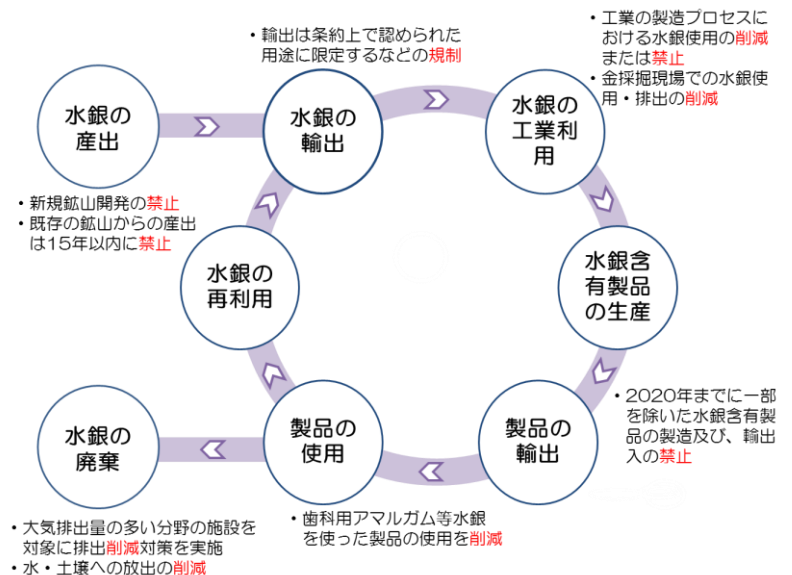 ・輸出は条約上で認められた
用途に限定するなどの規制
・工業の製造プロセスに
おける水銀使用の削減
または禁止
・金採掘現場での水銀使
用・排出の削減
水銀の
産出
水銀の
輸出
水銀の
工業利
用
・新規鉱山開発の禁止
・既存の鉱山からの産出
は15年以内に禁止
水銀の
再利用
水銀含
有製品
の生産
・2020年までに一部
を除いた水銀含有製
品の製造及び、輸出
入の禁止
水銀の
廃棄
製品の
使用
製品の
輸出
・大気排出量の多い分野の施設を
対象に排出削減対策を実施
・水・土壌への放出の削減
・歯科用アマルガム等水銀
を使った製品の使用を削減